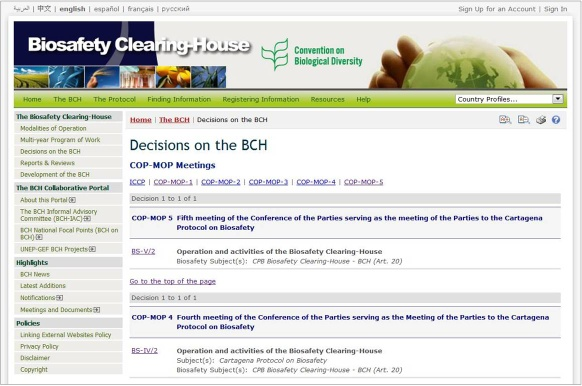 العربية | 中文 | english | español | français | русский
Sign Up for an Account | Sign In
Biosafety Clearing-House
Convention on
Biological Diversity
Home The BCH The Protocol Finding Information Registering Information Resources Help
Country Profiles...
The Biosafety Clearing-House
Modalities of Operation
Multi-year Program of Work
Decisions on the BCH
Reports & Reviews
Development of the BCH
The BCH Collaborative Portal
About this Portal
The BCH Informal Advisory
Committee (BCH-IAC)
BCH National Focal Points (BCH on
BCH)
UNEP-GEF BCH Projects
Highlights
BCH News
Latest Additions
Notifications
Meetings and Documents
Policies
Linking External Websites Policy
Privacy Policy
Disclaimer
Copyright
Home | The BCH | Decisions on the BCH
Decisions on the BCH
COP-MOP Meetings
ICCP | COP-MOP-1 | COP-MOP-2 | COP-MOP-3 | COP-MOP-4 | COP-MOP-5
Decision 1 to 1 of 1
COP-MOP 5 Fifth meeting of the Conference of the Parties serving as the meeting of the Parties to the Cartagena
Protocol on Biosafety
BS-V/2 Operation and activities of the Biosafety Clearing-House
Biosafety Subject(s): CPB Biosafety Clearing-House - BCH (Art. 20)
Go to the top of the page
Decision 1 to 1 of 1
COP-MOP 4 Fourth meeting of the Conference of the Parties serving as the Meeting of the Parties to the Cartagena
Protocol on Biosafety
BS-IV/2 Operation and activities of the Biosafety Clearing-House
Subject(s): Cartagena Protocol on Biosafety
Biosafety Subject(s): CPB Biosafety Clearing-House - BCH (Art. 20)